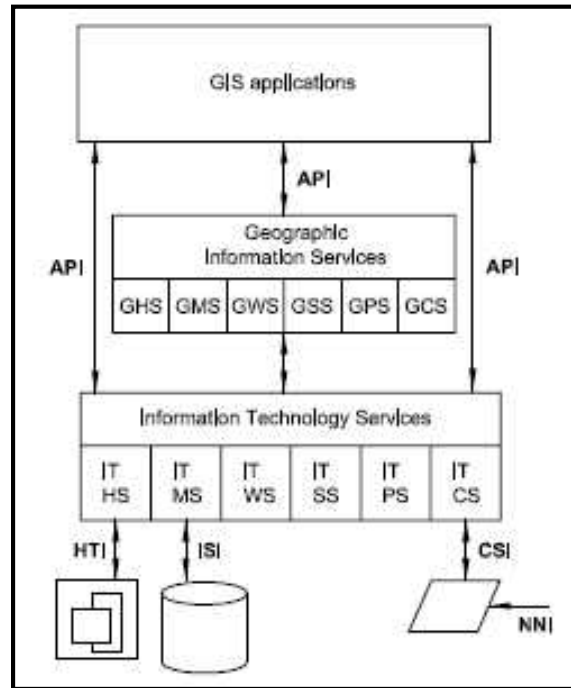 GIS applications
API
API
API
Geographic
Information Services
GHS GMS GWS GSS GPS GCS
Information Technology Services
IT HS
IT MS
IT WS
IT SS
IT PS
IT CS
HTI
ISI
CSI
NNI